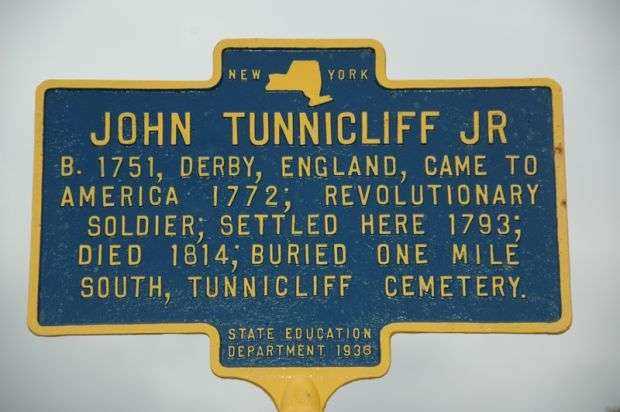 NEW YORK
JOHN TUNNICLIFF JR
B. 1751, DERBY, ENGLAND, CAME TO
AMERICA 1772; REVOLUTIONARY
SOLDIER; SETTLED HERE 1793;
DIED 1814; BURIED ONE MILE
SOUTH, TUNNICLIFF CEMETERY.
STATE EDUCATION
DEPARTMENT 1936